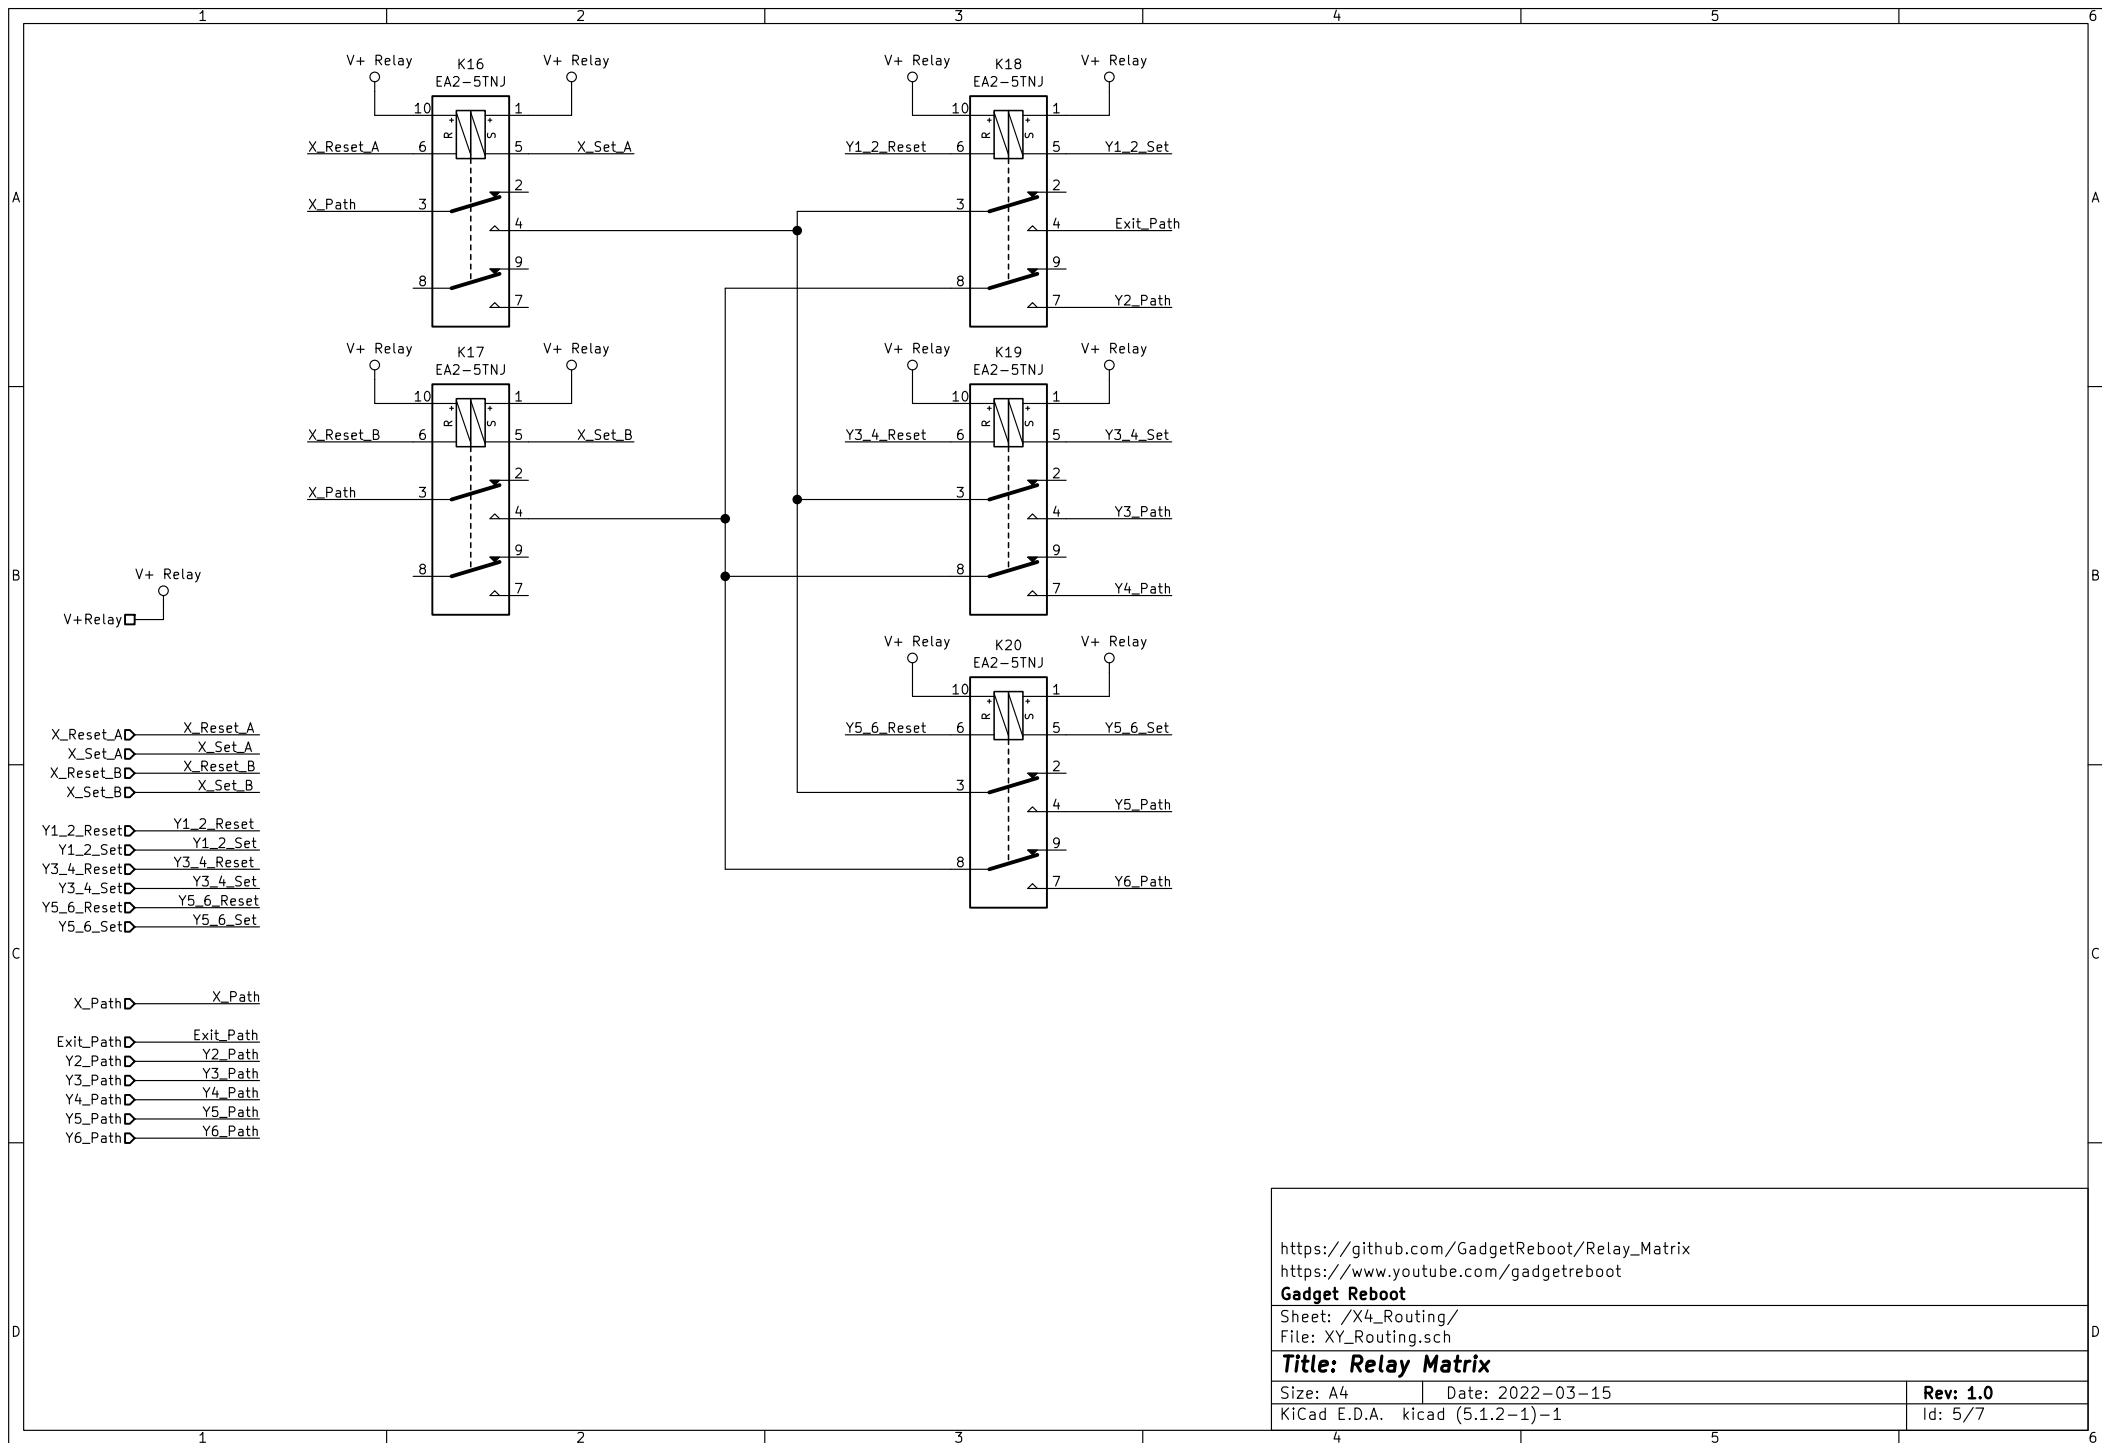 1 2 3 4 5 6
V+ Relay K16 V+ Relay
EA2-5TNJ
10 1
R + + S
X_Reset_A 6 5 X_Set_A
2
X_Path 3
4
9
8
7
V+ Relay K18 V+ Relay
EA2-5TNJ
10 1
R + + S
Y1_2_Reset 6 5 Y1_2_Set
2
3
4 Exit_Path
9
8
7 Y2_Path
A A
V+ Relay K17 V+ Relay
EA2-5TNJ
10 1
R + + S
X_Reset_B 6 5 X_Set_B
2
X_Path 3
4
9
8
7
V+ Relay K19 V+ Relay
EA2-5TNJ
10 1
R + + S
Y3_4_Reset 6 5 Y3_4_Set
2
3
4 Y3_Path
9
8
7 Y4_Path
B B
V+ Relay
V+Relay
V+ Relay K20 V+ Relay
EA2-5TNJ
10 1
R + + S
Y5_6_Reset 6 5 Y5_6_Set
2
3
4 Y5_Path
9
8
7 Y6_Path
X_Reset_A X_Reset_A
X_Set_A X_Set_A
X_Reset_B X_Reset_B
X_Set_B X_Set_B
Y1_2_Reset Y1_2_Reset
Y1_2_Set Y1_2_Set
Y3_4_Reset Y3_4_Reset
Y3_4_Set Y3_4_Set
Y5_6_Reset Y5_6_Reset
Y5_6_Set Y5_6_Set
C C
X_Path X_Path
Exit_Path Exit_Path
Y2_Path Y2_Path
Y3_Path Y3_Path
Y4_Path Y4_Path
Y5_Path Y5_Path
Y6_Path Y6_Path
D D
https://github.com/GadgetReboot/Relay_Matrix
https://www.youtube.com/gadgetreboot
Gadget Reboot
Sheet: /X4_Routing/
File: XY_Routing.sch
Title: Relay Matrix
Size: A4 Date: 2022-03-15 Rev: 1.0
KiCad E.D.A. kicad (5.1.2-1)-1 Id: 5/7
1 2 3 4 5 6